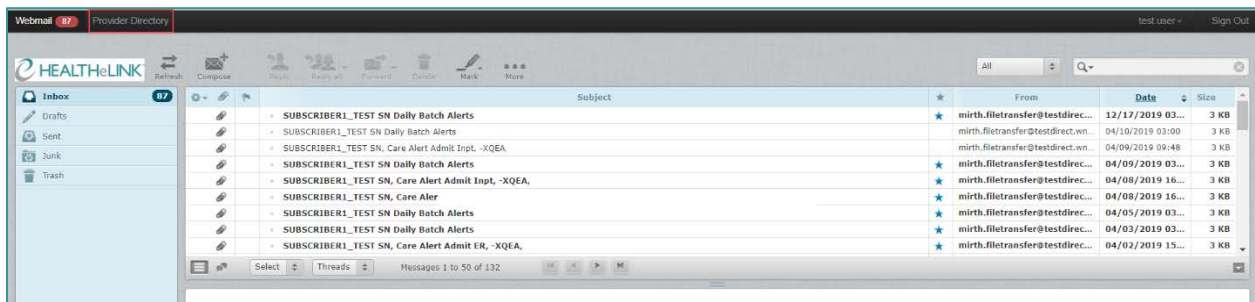 Webmail 87 Provider Directory test user Sign Out
HEALTHeLINK Refresh Compose Reply Reply all Forward Delete Mark More All
Inbox 87
Drafts
Sent
Junk
Trash
Subject From Date Size
SUBSCRIBER1_TEST SN Daily Batch Alerts mirth.filetransfer@testdirec... 12/17/2019 03... 3 KB
SUBSCRIBER1_TEST SN Daily Batch Alerts mirth.filetransfer@testdirect.wn... 04/10/2019 03:00 3 KB
SUBSCRIBER1_TEST SN, Care Alert Admit Inpt, -XQEA, mirth.filetransfer@testdirect.wn... 04/09/2019 09:48 3 KB
SUBSCRIBER1_TEST SN Daily Batch Alerts mirth.filetransfer@testdirec... 04/09/2019 03... 3 KB
SUBSCRIBER1_TEST SN, Care Alert Admit Inpt, -XQEA, mirth.filetransfer@testdirec... 04/08/2019 16... 3 KB
SUBSCRIBER1_TEST SN, Care Aler mirth.filetransfer@testdirec... 04/08/2019 16... 3 KB
SUBSCRIBER1_TEST SN Daily Batch Alerts mirth.filetransfer@testdirec... 04/05/2019 03... 3 KB
SUBSCRIBER1_TEST SN Daily Batch Alerts mirth.filetransfer@testdirec... 04/03/2019 03... 3 KB
SUBSCRIBER1_TEST SN, Care Alert Admit ER, -XQEA, mirth.filetransfer@testdirec... 04/02/2019 15... 3 KB
Select Threads Messages 1 to 50 of 132